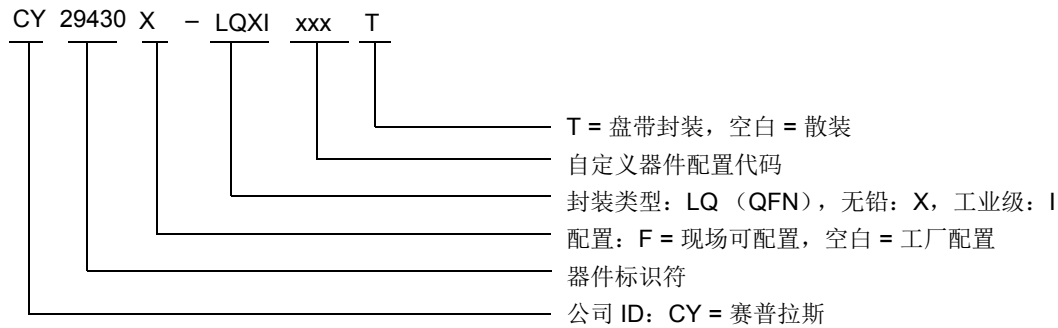 CY 29430 X – LQXI xxx T
T = 盘带封装，空白 = 散装
自定义器件配置代码
封装类型：LQ （QFN），无铅：X，工业级：I
配置：F = 现场可配置，空白 = 工厂配置
器件标识符
公司 ID：CY = 赛普拉斯